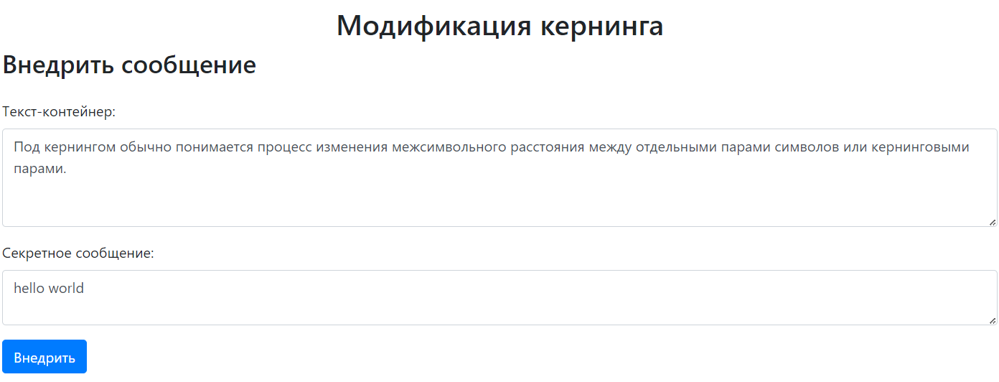 Модификация кернинга
Внедрить сообщение
Текст-контейнер:
Под кернингом обычно понимается процесс изменения межсимвольного расстояния между отдельными парами символов или кернинговыми
парами.
Секретное сообщение:
hello world
Внедрить